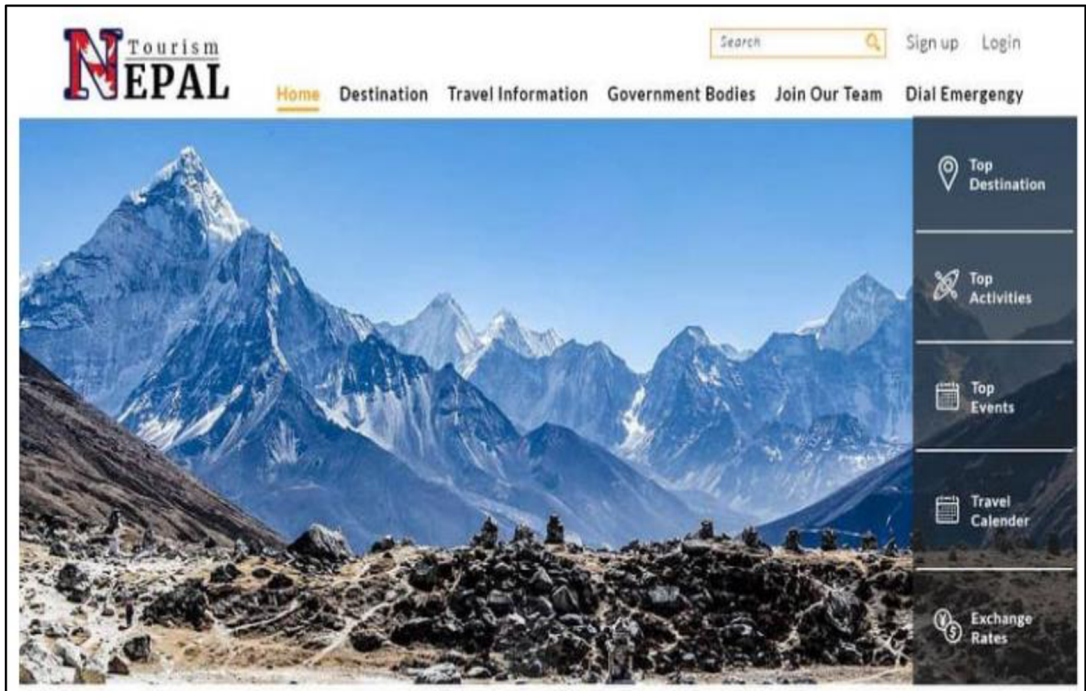 Tourism
NEPAL
Search
Sign up Login
Home Destination Travel Information Government Bodies Join Our Team Dial Emergengy
Top
Destination
Top
Activities
Top
Events
Travel
Calender
Exchange
Rates